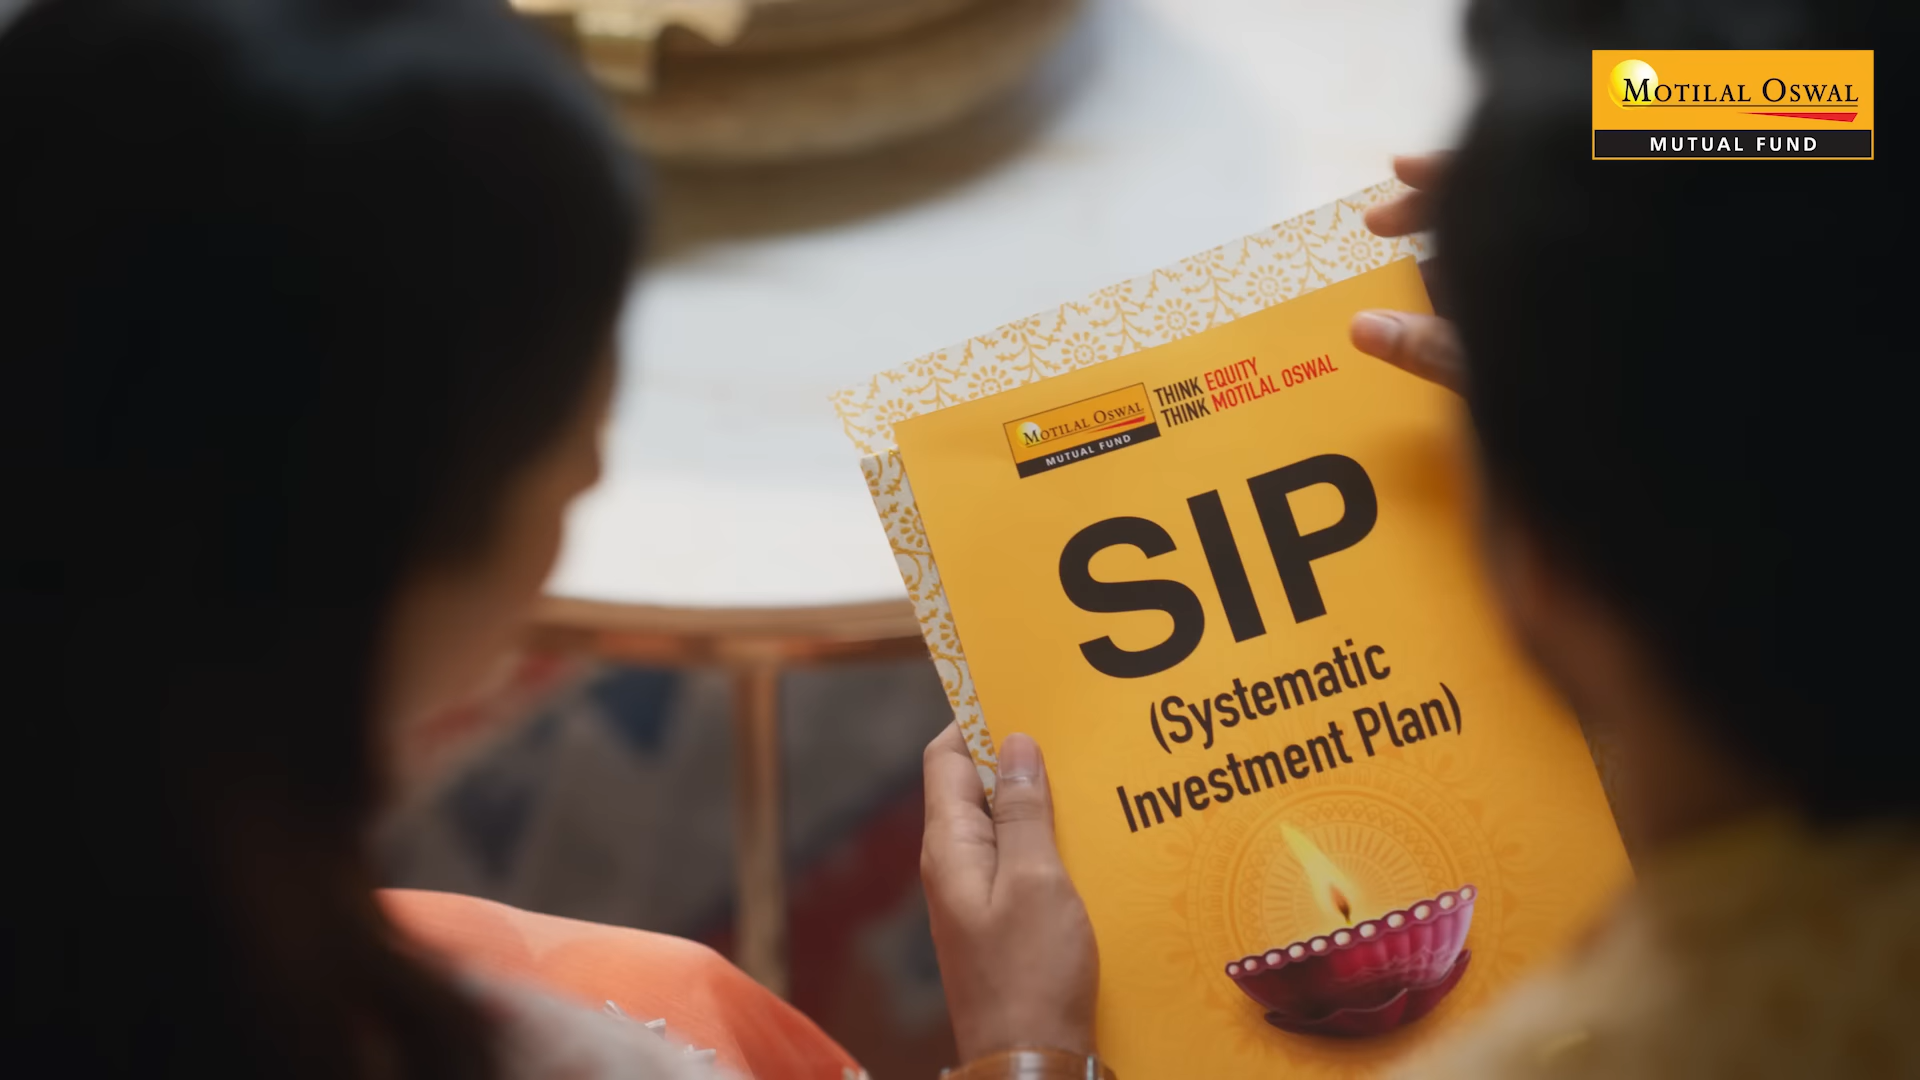 MOTILAL OSWAL
MUTUAL FUND
MOTILAL OSWAL
MUTUAL FUND
THINK EQUITY
THINK MOTILAL OSWAL
SIP
(Systematic
Investment Plan)